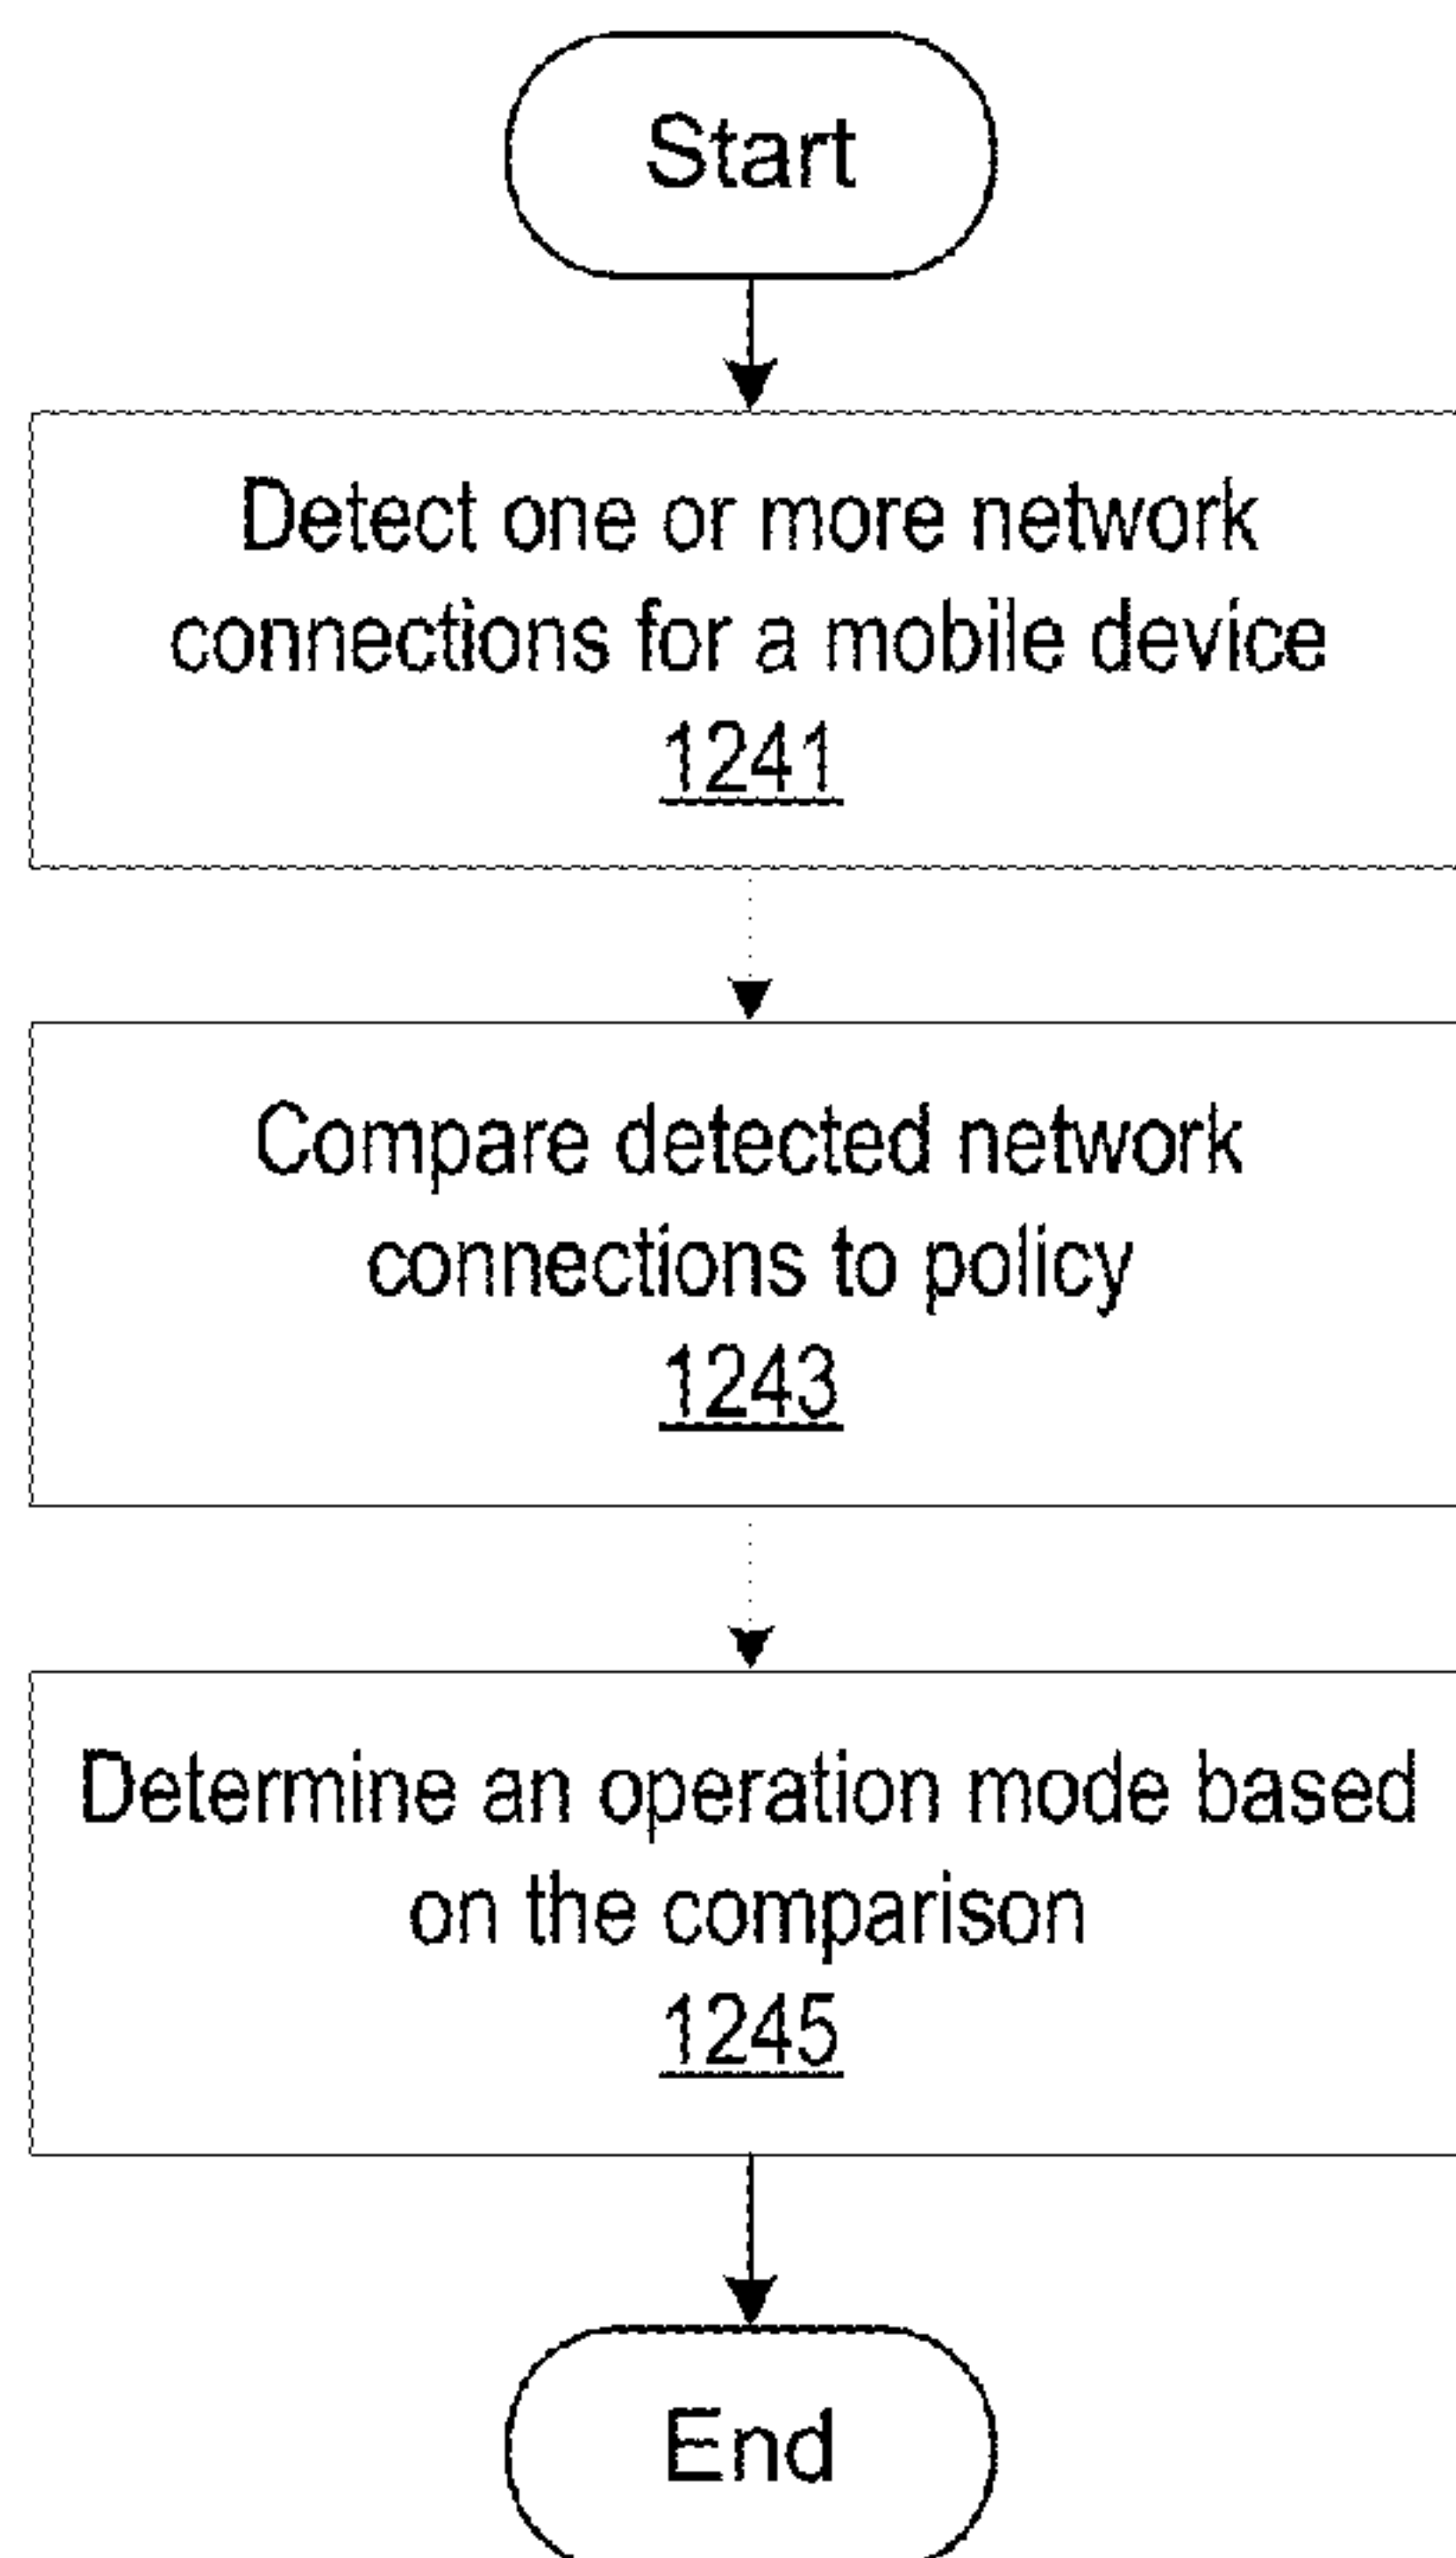 Start
Detect one or more network
connections for a mobile device
1241
Compare detected network
connections to policy
1243
Determine an operation mode based
on the comparison
1245
End